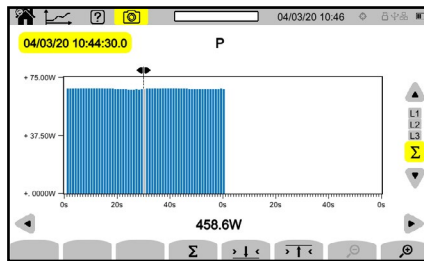 04/03/20 10:46
04/03/20 10:44:30.0
P
+ 75.00W
+ 37.50W
+. 0000W
0s 20s 40s 0s 20s 40s 0s
L1
L2
L3
Σ
458.6W
Σ